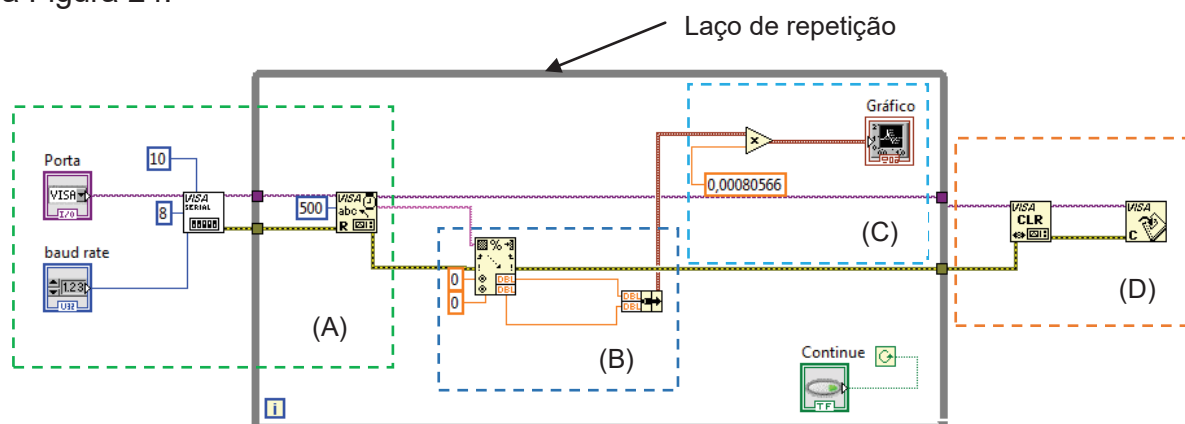 a Figura 24.
Laço de repetição
Gráfico
Porta
10
VISA
I/O
VISA
SERIAL
8
500
VISA
abc
R
0,00080566
(C)
VISA
CLR
VISA
C
baud rate
1.23
U32
%
DBL
DBL
0
0
DBL
DBL
(A)
(B)
(D)
Continue
TF
i